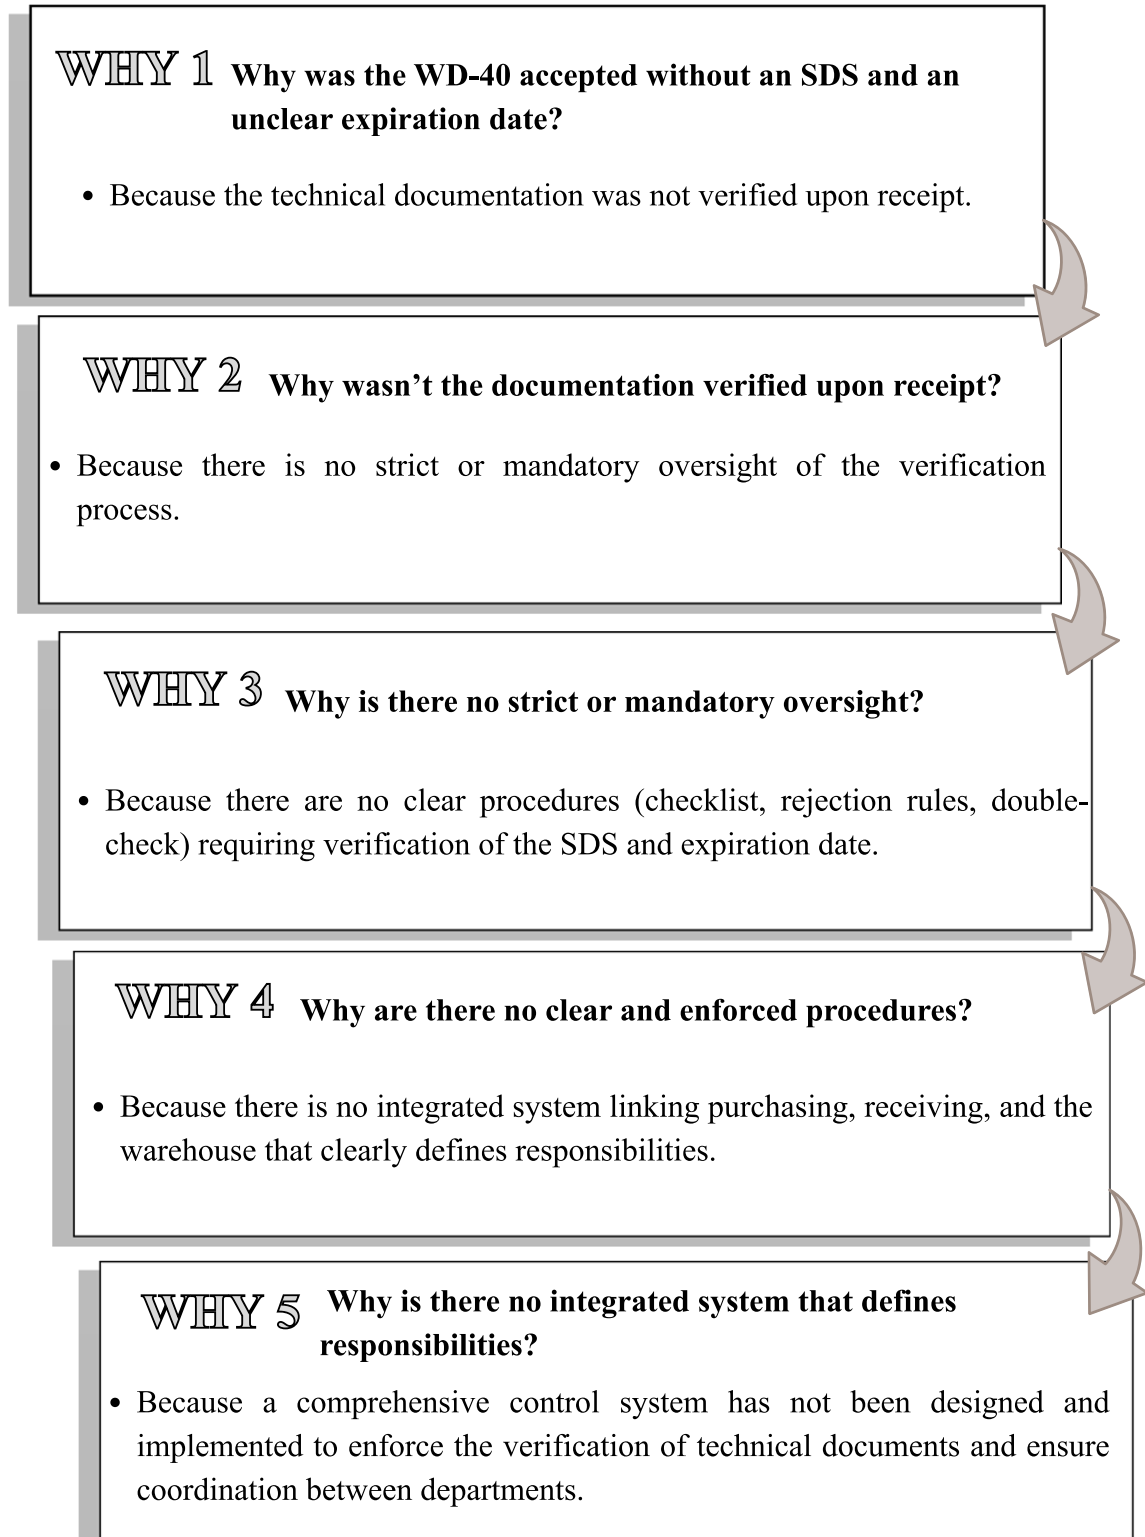 WHY 1 Why was the WD-40 accepted without an SDS and an
unclear expiration date?
• Because the technical documentation was not verified upon receipt.
WHY 2 Why wasn’t the documentation verified upon receipt?
• Because there is no strict or mandatory oversight of the verification
process.
WHY 3 Why is there no strict or mandatory oversight?
• Because there are no clear procedures (checklist, rejection rules, double-
check) requiring verification of the SDS and expiration date.
WHY 4 Why are there no clear and enforced procedures?
• Because there is no integrated system linking purchasing, receiving, and the
warehouse that clearly defines responsibilities.
WHY 5 Why is there no integrated system that defines
responsibilities?
• Because a comprehensive control system has not been designed and
implemented to enforce the verification of technical documents and ensure
coordination between departments.